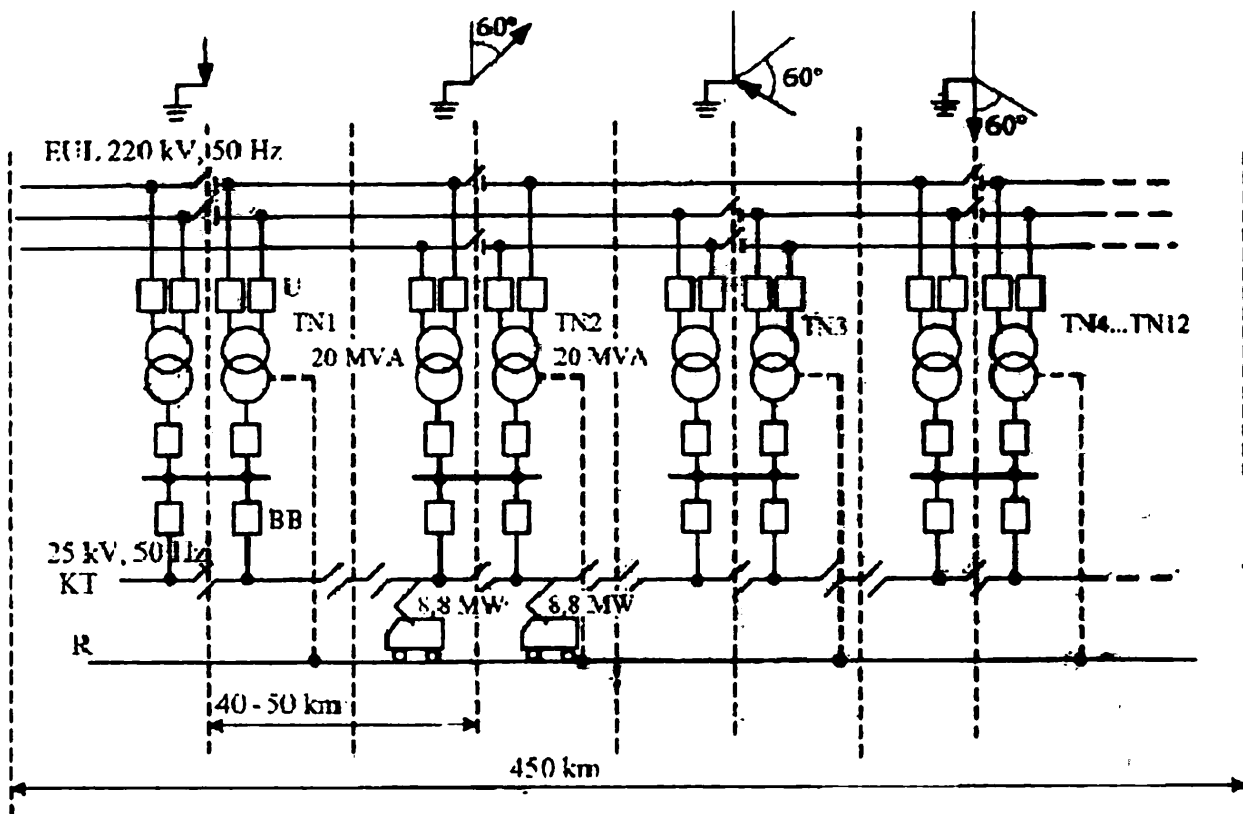 60°
60°
60°
EUL 220 kV, 50 Hz
U
TN1
TN2
TN3
TN4...TN12
20 MVA
20 MVA
BB
25 kV, 50 Hz
KT
8,8 MW
8,8 MW
R
40 - 50 km
450 km